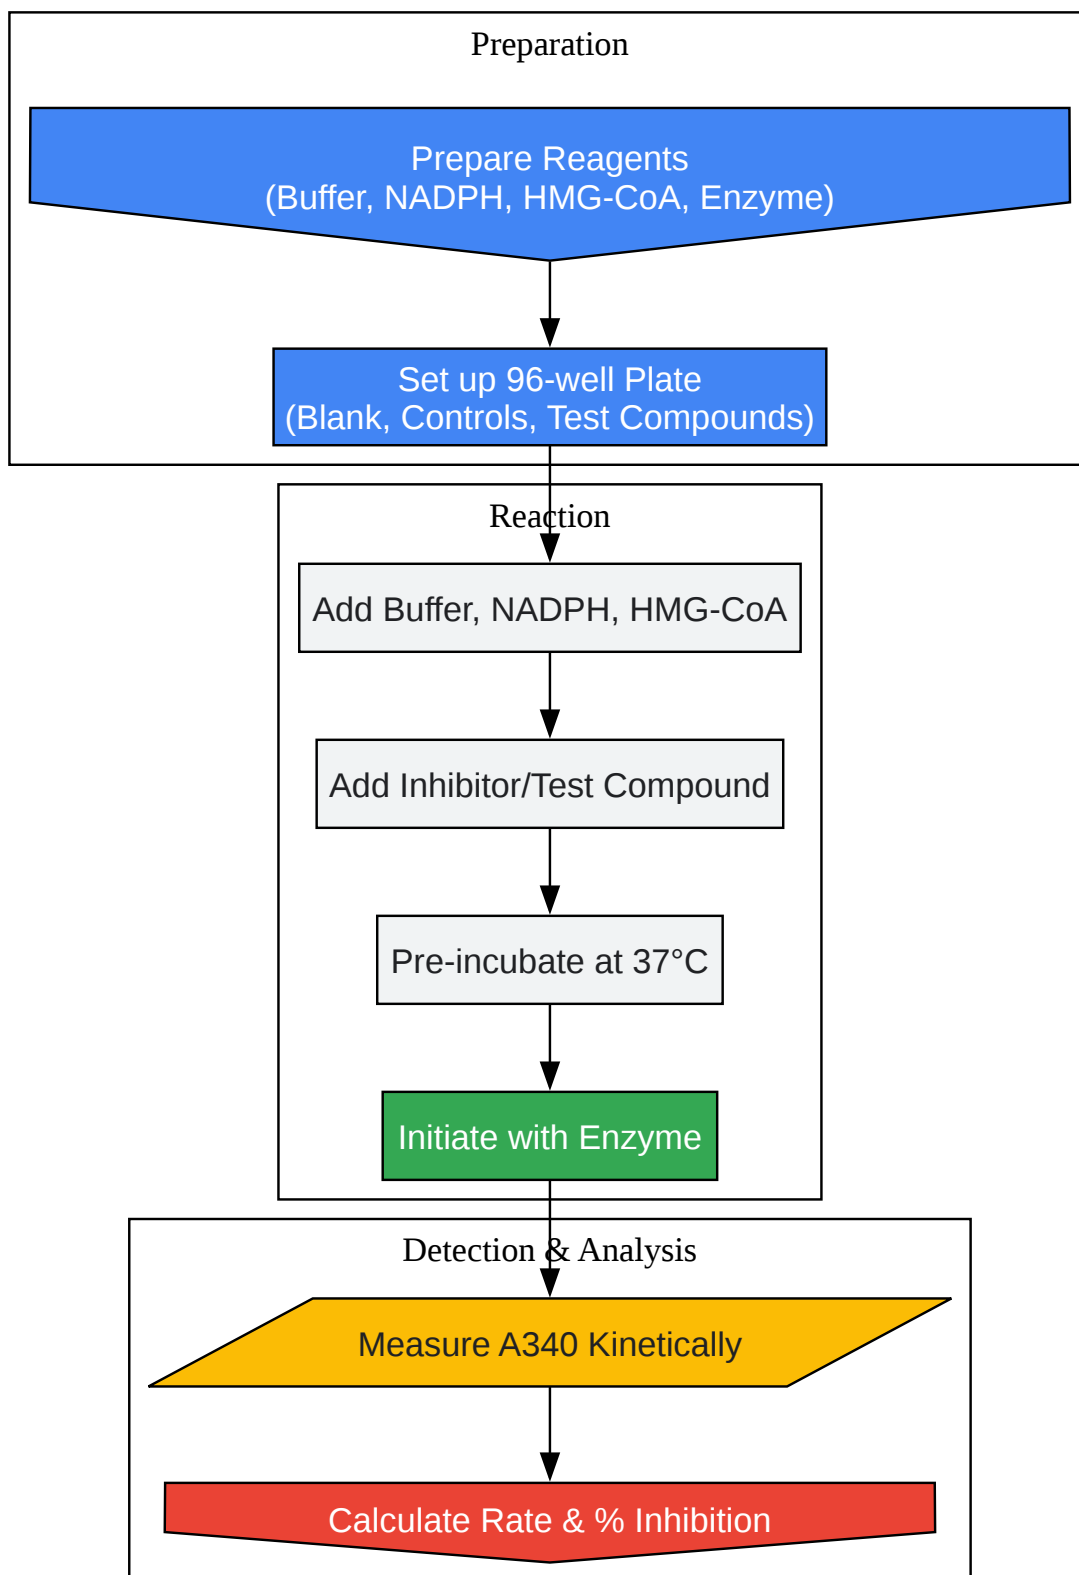 Preparation
Prepare Reagents
(Buffer, NADPH, HMG-CoA, Enzyme)
Set up 96-well Plate
(Blank, Controls, Test Compounds)
Reaction
Add Buffer, NADPH, HMG-CoA
Add Inhibitor/Test Compound
Pre-incubate at 37°C
Initiate with Enzyme
Detection & Analysis
Measure A340 Kinetically
Calculate Rate & % Inhibition